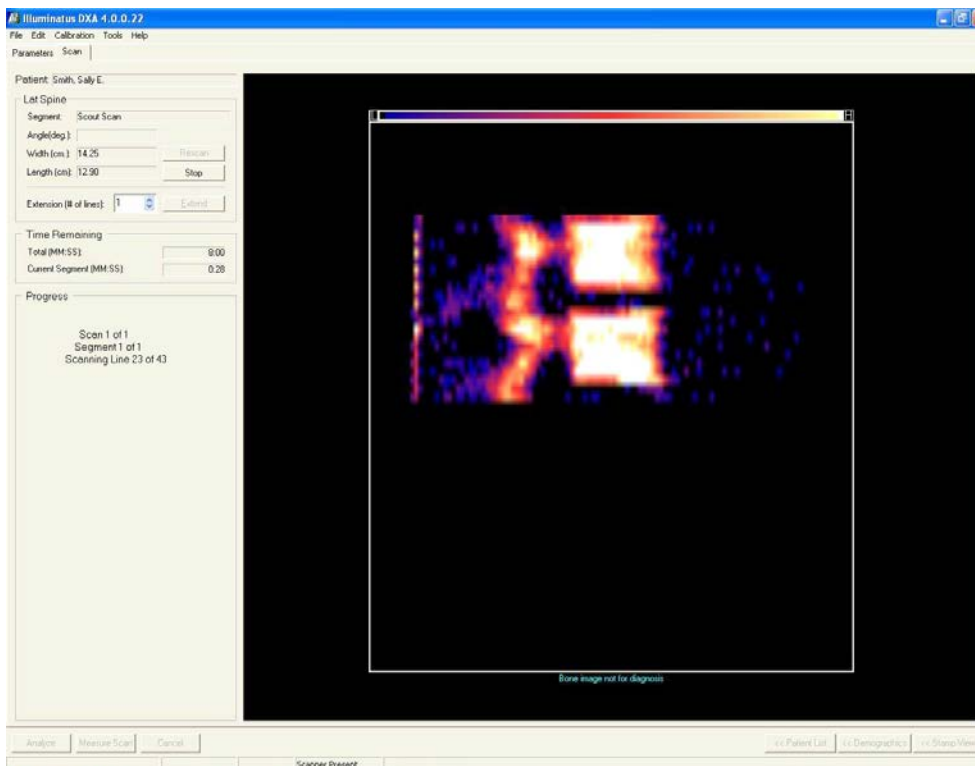 Illuminatus DXA 4.0.0.22
File Edit Calibration Tools Help
Parameters Scan
Patient: Smith, Sally E.
Lat Spine
Segment: Scout Scan
Angle(deg.):
Width (cm.): 14.25 Rescan
Length (cm): 12.90 Stop
Extension (# of lines): 1 Extend
Time Remaining
Total (MM:SS): 8:00
Current Segment (MM:SS) 0:28
Progress
Scan 1 of 1
Segment 1 of 1
Scanning Line 23 of 43
L H
Bone image not for diagnosis
Analyze Measure Scan Cancel << Patient List << Demographics << Stamp View
Scanner Present